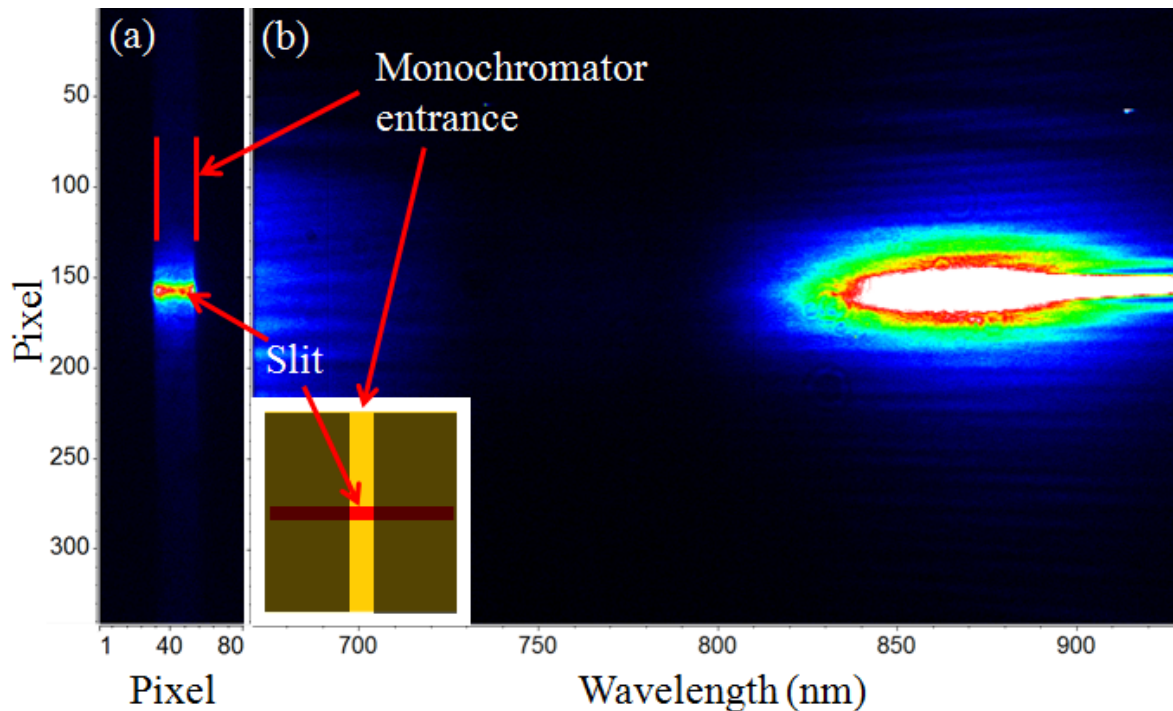 (a)
(b)
Monochromator
entrance
50
100
150
200
250
300
Pixel
Slit
1 40 80
700 750 800 850 900
Pixel
Wavelength (nm)